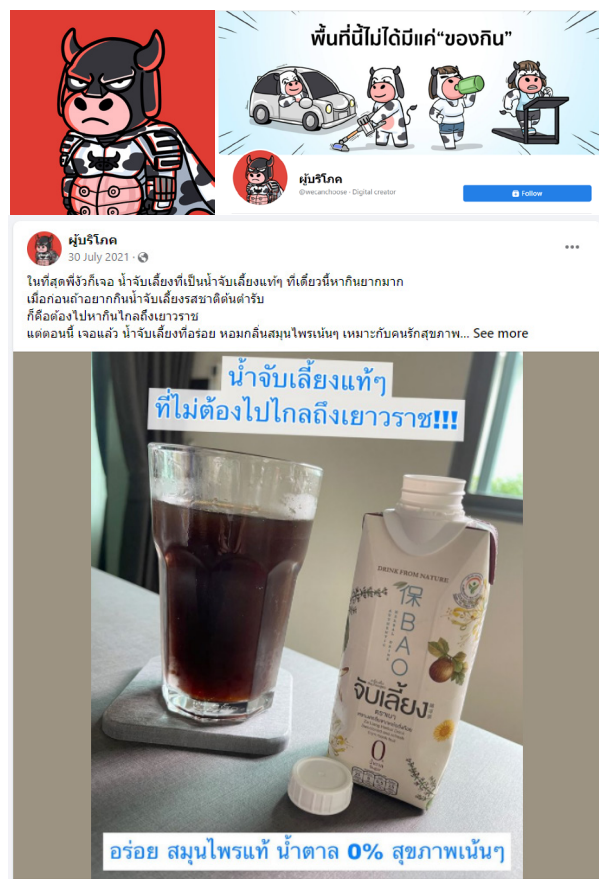 พื้นที่นี้ไม่ได้มีแค่“ของกิน”
ผู้บริโภค
@wecanchoose · Digital creator
Follow
ผู้บริโภค
30 July 2021 ·
ในที่สุดพี่งัวก็เจอ น้ำจับเลี้ยงที่เป็นน้ำจับเลี้ยงแท้ๆ ที่เดี๋ยวนี้หากินยากมาก
เมื่อก่อนถ้าอยากกินน้ำจับเลี้ยงรสชาติต้นตำรับ
ก็คือต้องไปหากินไกลถึงเยาวราช
แต่ตอนนี้ เจอแล้ว น้ำจับเลี้ยงที่อร่อย หอมกลิ่นสมุนไพรเน้นๆ เหมาะกับคนรักสุขภาพ... See more
น้ำจับเลี้ยงแท้ๆ
ที่ไม่ต้องไปไกลถึงเยาวราช!!!
DRINK FROM NATURE
保
BAO
จับเลี้ยง
ตราเบา
0
อร่อย สมุนไพรแท้ น้ำตาล 0% สุขภาพเน้นๆ